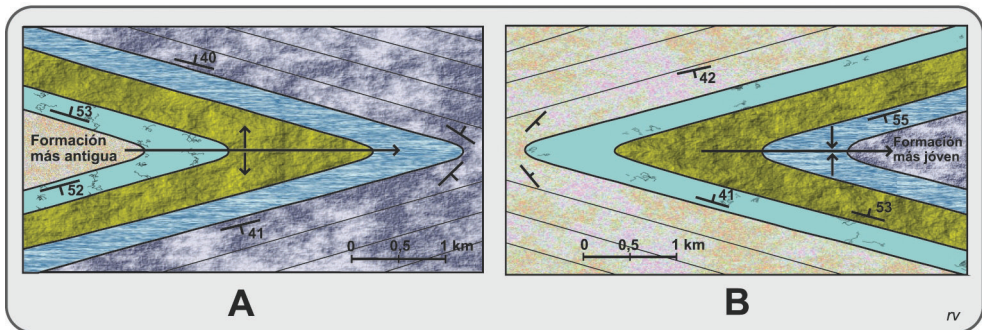 40
53
Formación
más antigua
52
41
0 0,5 1 km
A
42
55
Formación
más jóven
41
53
0 0,5 1 km
B
rv